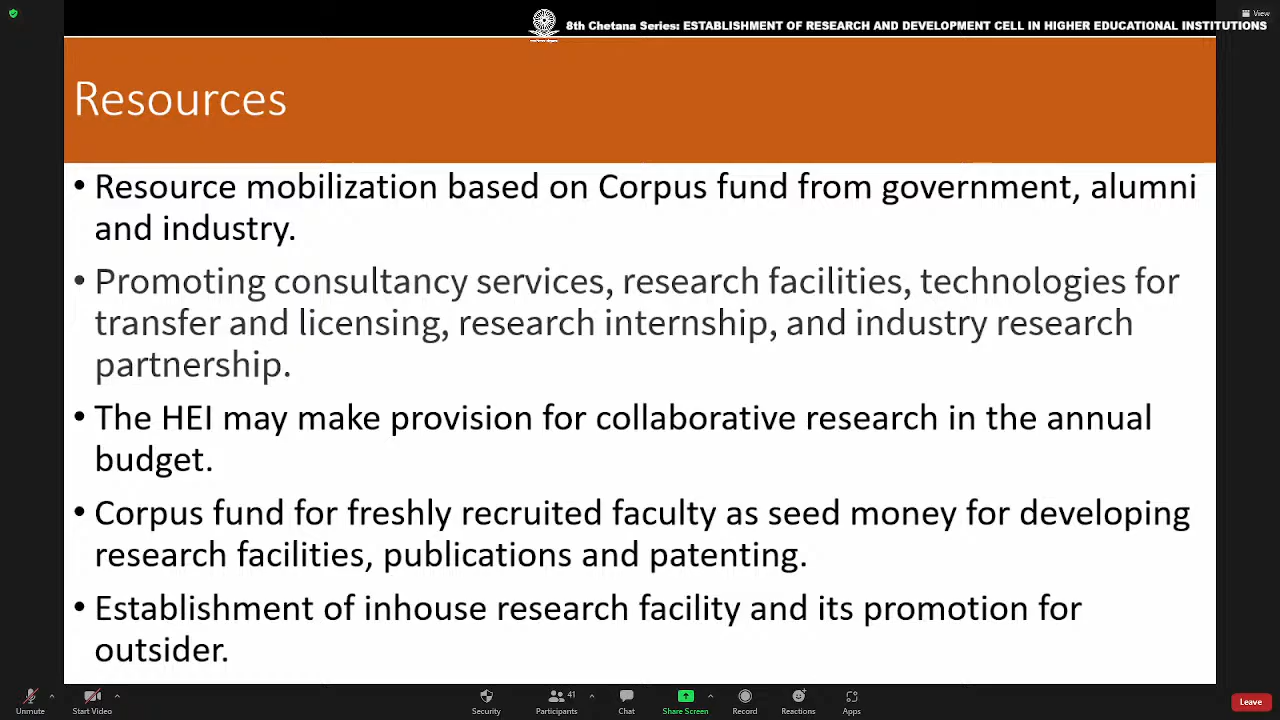 View
8th Chetana Series: ESTABLISHMENT OF RESEARCH AND DEVELOPMENT CELL IN HIGHER EDUCATIONAL INSTITUTIONS
Resources
• Resource mobilization based on Corpus fund from government, alumni
and industry.
• Promoting consultancy services, research facilities, technologies for
transfer and licensing, research internship, and industry research
partnership.
• The HEI may make provision for collaborative research in the annual
budget.
• Corpus fund for freshly recruited faculty as seed money for developing
research facilities, publications and patenting.
• Establishment of inhouse research facility and its promotion for
outsider.
41
Unmute Start Video Security Participants Chat Share Screen Record Reactions Apps Leave